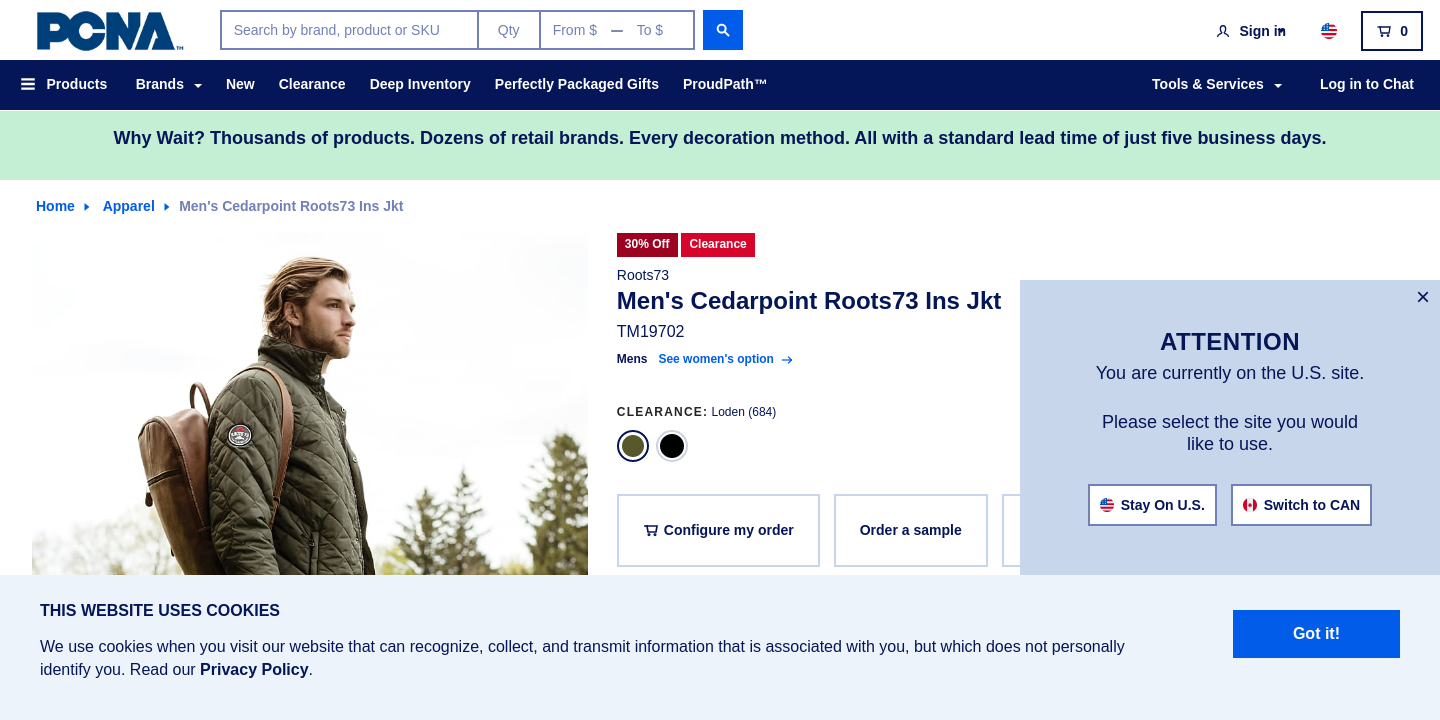 PCNA™
Search by brand, product or SKU
Qty
From $ — To $
Sign in
0
Products
Brands
New
Clearance
Deep Inventory
Perfectly Packaged Gifts
ProudPath™
Tools & Services
Log in to Chat
Why Wait? Thousands of products. Dozens of retail brands. Every decoration method. All with a standard lead time of just five business days.
Home
Apparel
Men's Cedarpoint Roots73 Ins Jkt
30% Off
Clearance
Roots73
Men's Cedarpoint Roots73 Ins Jkt
TM19702
Mens
See women's option
CLEARANCE: Loden (684)
Configure my order
Order a sample
×
ATTENTION
You are currently on the U.S. site.
Please select the site you would
like to use.
Stay On U.S.
Switch to CAN
THIS WEBSITE USES COOKIES
We use cookies when you visit our website that can recognize, collect, and transmit information that is associated with you, but which does not personally
identify you. Read our Privacy Policy.
Got it!